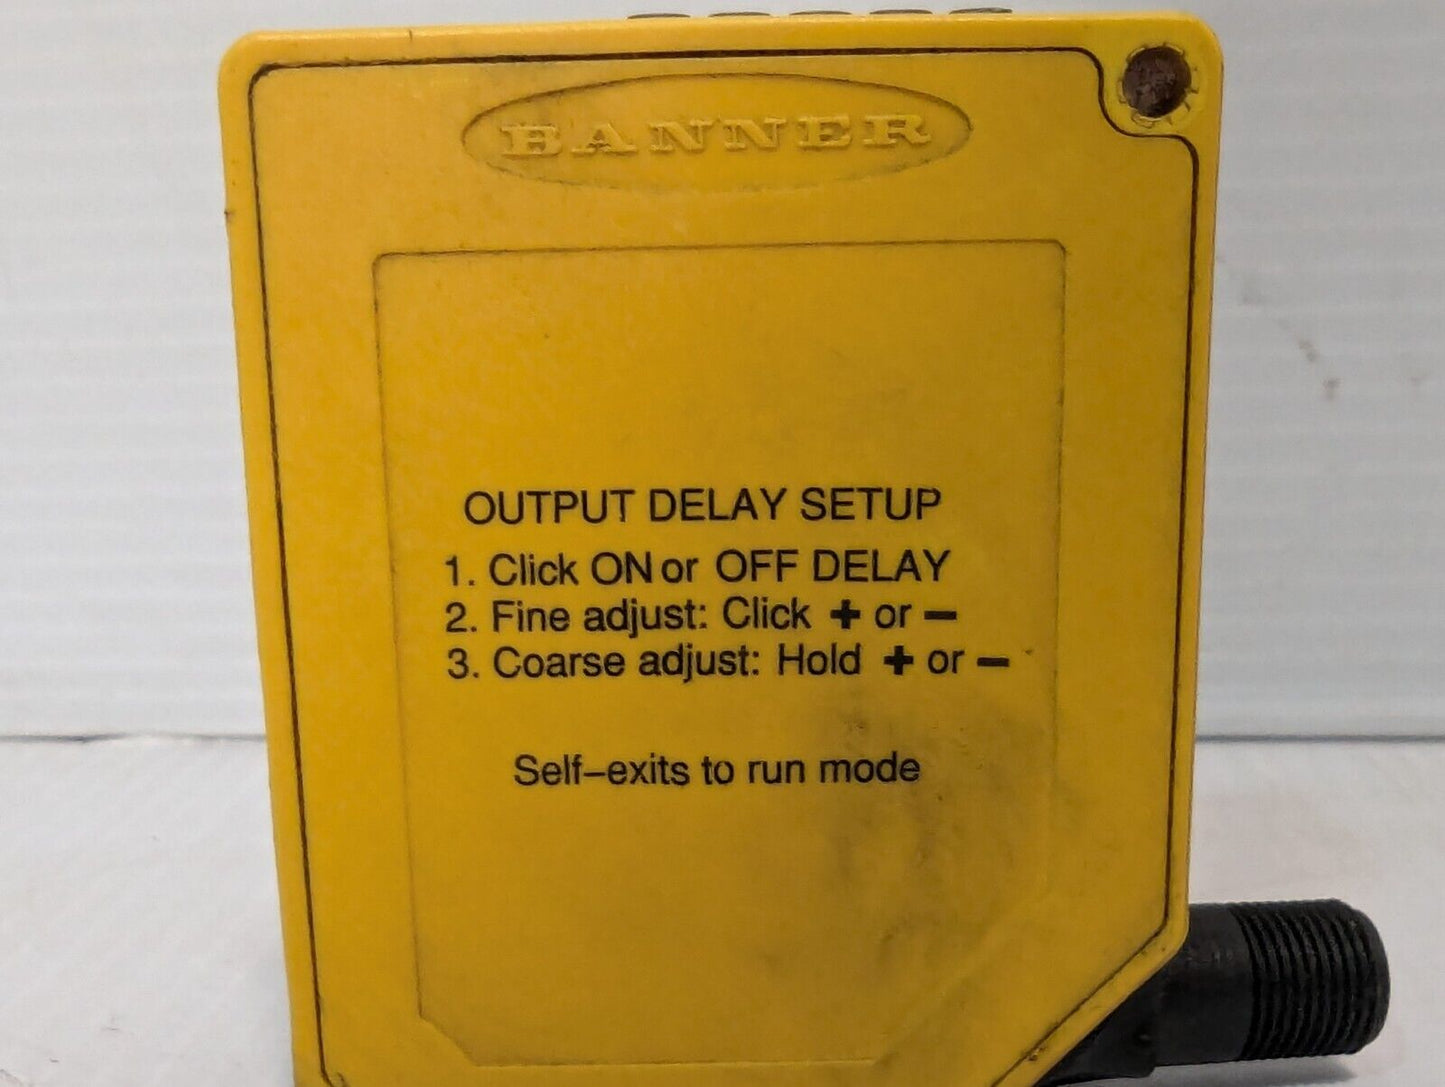 BANNER
OUTPUT DELAY SETUP
1. Click ON or OFF DELAY
2. Fine adjust: Click + or −
3. Coarse adjust: Hold + or −
Self–exits to run mode